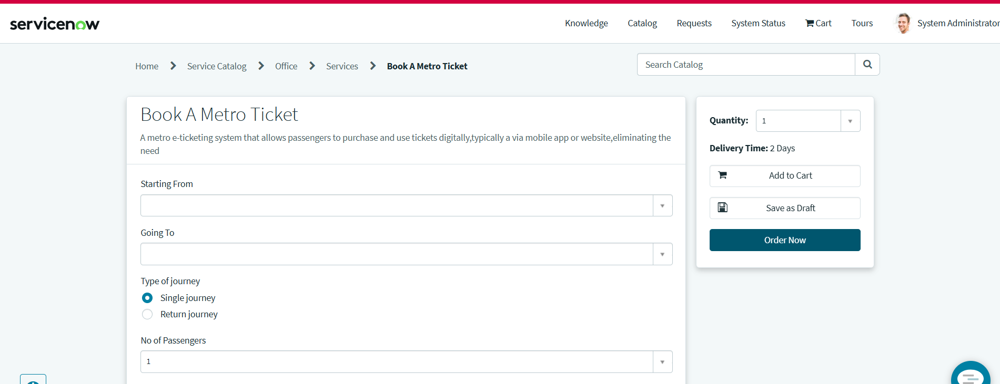 servicenow
Knowledge Catalog Requests System Status Cart Tours System Administrator
Home Service Catalog Office Services Book A Metro Ticket
Search Catalog
Book A Metro Ticket
A metro e-ticketing system that allows passengers to purchase and use tickets digitally,typically a via mobile app or website,eliminating the
need
Starting From
Going To
Type of journey
Single journey
Return journey
No of Passengers
1
Quantity: 1
Delivery Time: 2 Days
Add to Cart
Save as Draft
Order Now